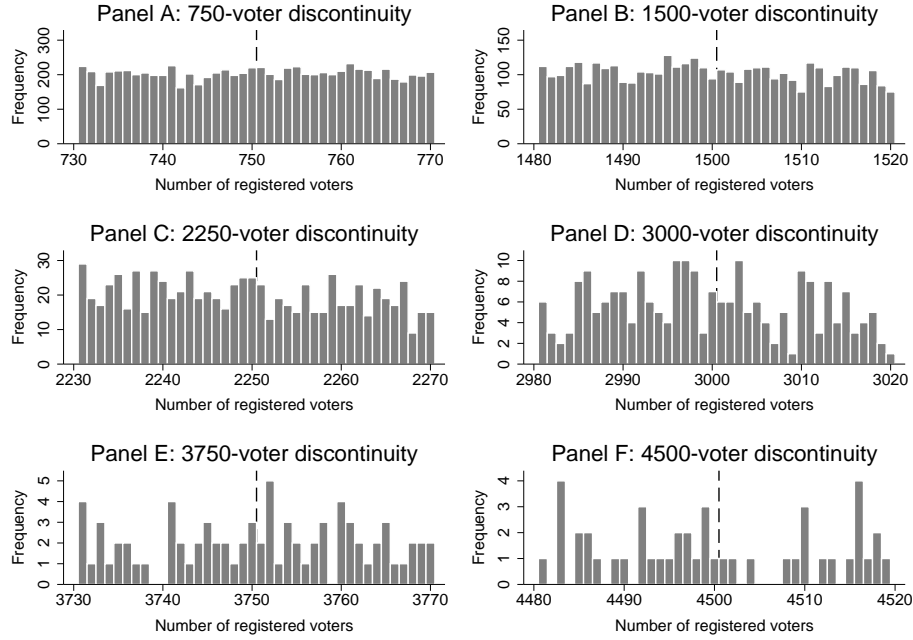 Panel A: 750-voter discontinuity
Frequency
0 100 200 300
730 740 750 760 770
Number of registered voters
Panel B: 1500-voter discontinuity
Frequency
0 50 100 150
1480 1490 1500 1510 1520
Number of registered voters
Panel C: 2250-voter discontinuity
Frequency
0 10 20 30
2230 2240 2250 2260 2270
Number of registered voters
Panel D: 3000-voter discontinuity
Frequency
0 2 4 6 8 10
2980 2990 3000 3010 3020
Number of registered voters
Panel E: 3750-voter discontinuity
Frequency
0 1 2 3 4 5
3730 3740 3750 3760 3770
Number of registered voters
Panel F: 4500-voter discontinuity
Frequency
0 1 2 3 4
4480 4490 4500 4510 4520
Number of registered voters